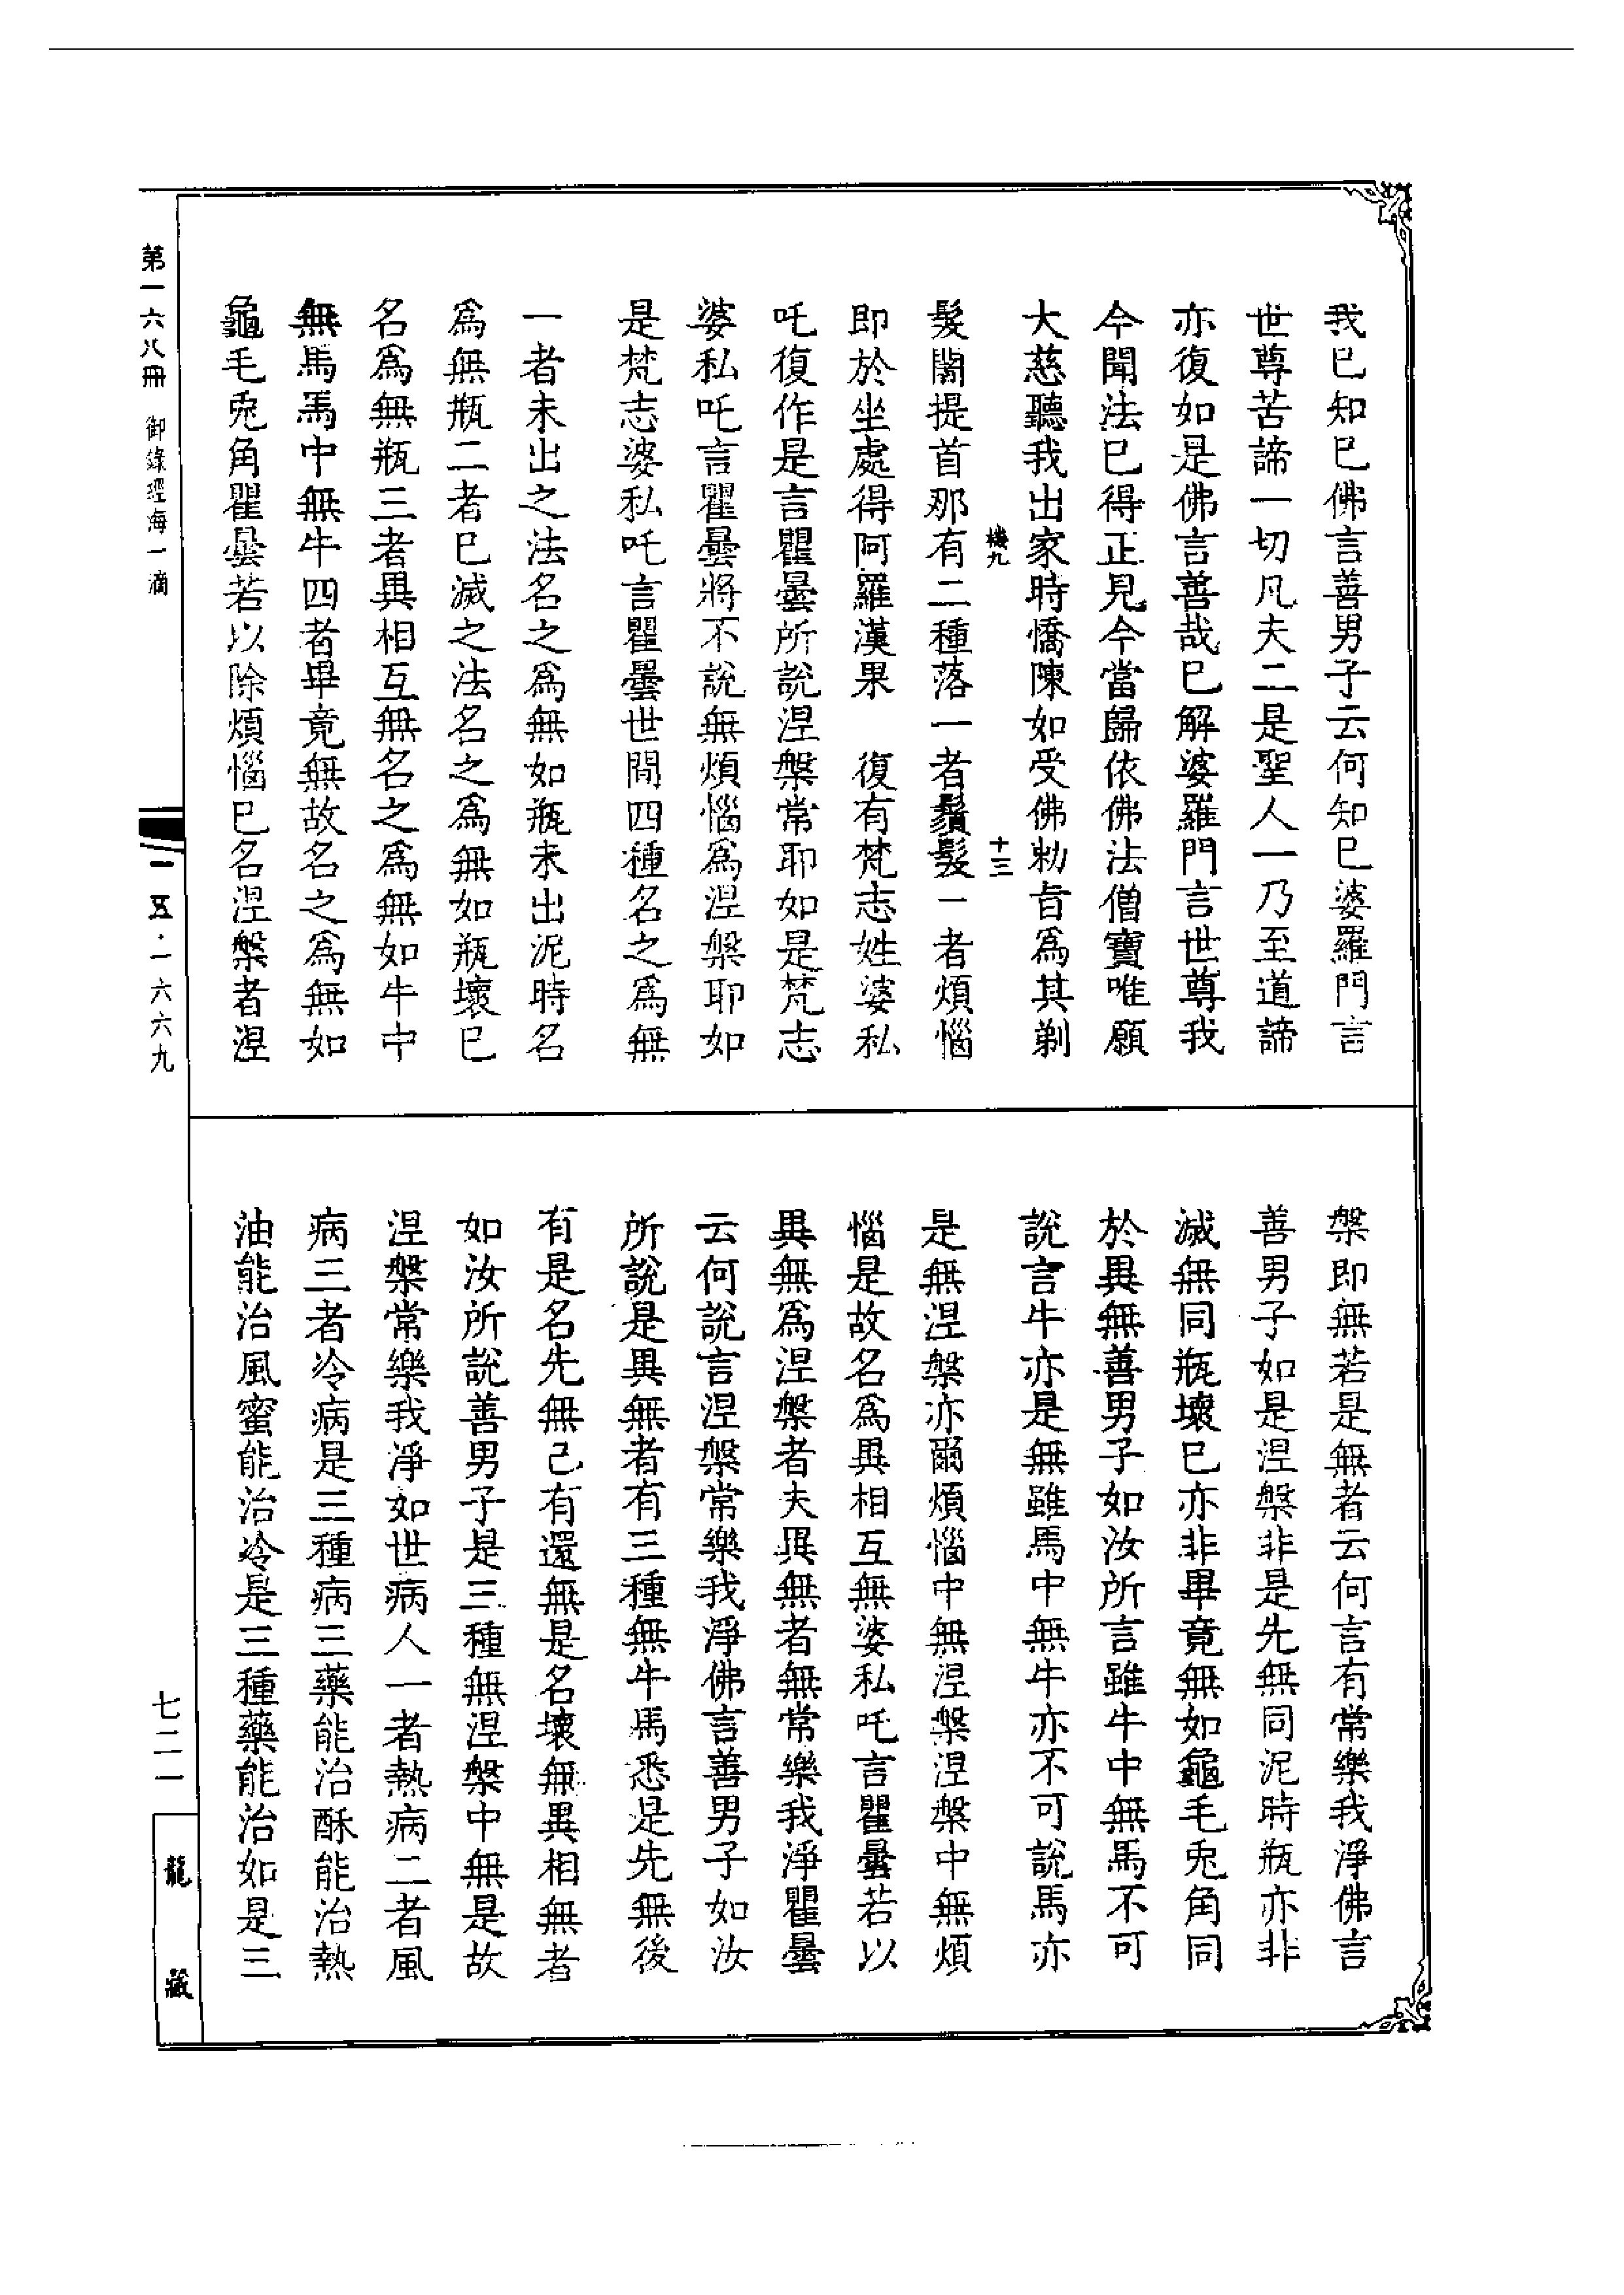 我已知已佛言善男子云何知已婆羅門言
世尊苦諦一切凡夫二是聖人一乃至道諦
亦復如是佛言善哉已解婆羅門言世尊我
今聞法已得正見今當歸依佛法僧寶唯願
大慈聽我出家時憍陳如受佛勅旨為其剃
機九
十三
髮闍提首那有二種落一者鬚髮一者煩惱
即於坐處得阿羅漢果 復有梵志姓婆私
吒復作是言瞿曇所說涅槃常耶如是梵志
婆私吒言瞿曇將不說無煩惱為涅槃耶如
是梵志婆私吒言瞿曇世間四種名之為無
一者未出之法名之為無如瓶未出泥時名
為無瓶二者已滅之法名之為無如瓶壞已
名為無瓶三者異相互無名之為無如牛中
無馬馬中無牛四者畢竟無故名之為無如
龜毛兎角瞿曇若以除煩惱已名涅槃者涅
槃即無若是無者云何言有常樂我淨佛言
善男子如是涅槃非是先無同泥時瓶亦非
滅無同瓶壞已亦非畢竟無如龜毛兎角同
於異無善男子如汝所言雖牛中無馬不可
說言牛亦是無雖馬中無牛亦不可說馬亦
是無涅槃亦爾煩惱中無涅槃涅槃中無煩
惱是故名為異相互無婆私吒言瞿曇若以
異無為涅槃者夫異無者無常樂我淨瞿曇
云何說言涅槃常樂我淨佛言善男子如汝
所說是異無者有三種無牛馬悉是先無後
有是名先無已有還無是名壞無異相無者
如汝所說善男子是三種無涅槃中無是故
涅槃常樂我淨如世病人一者熱病二者風
病三者冷病是三種病三藥能治酥能治熱
油能治風蜜能治冷是三種藥能治如是三
第一六八冊 御錄經海一滴
一五·一六六九
七二一
龍藏